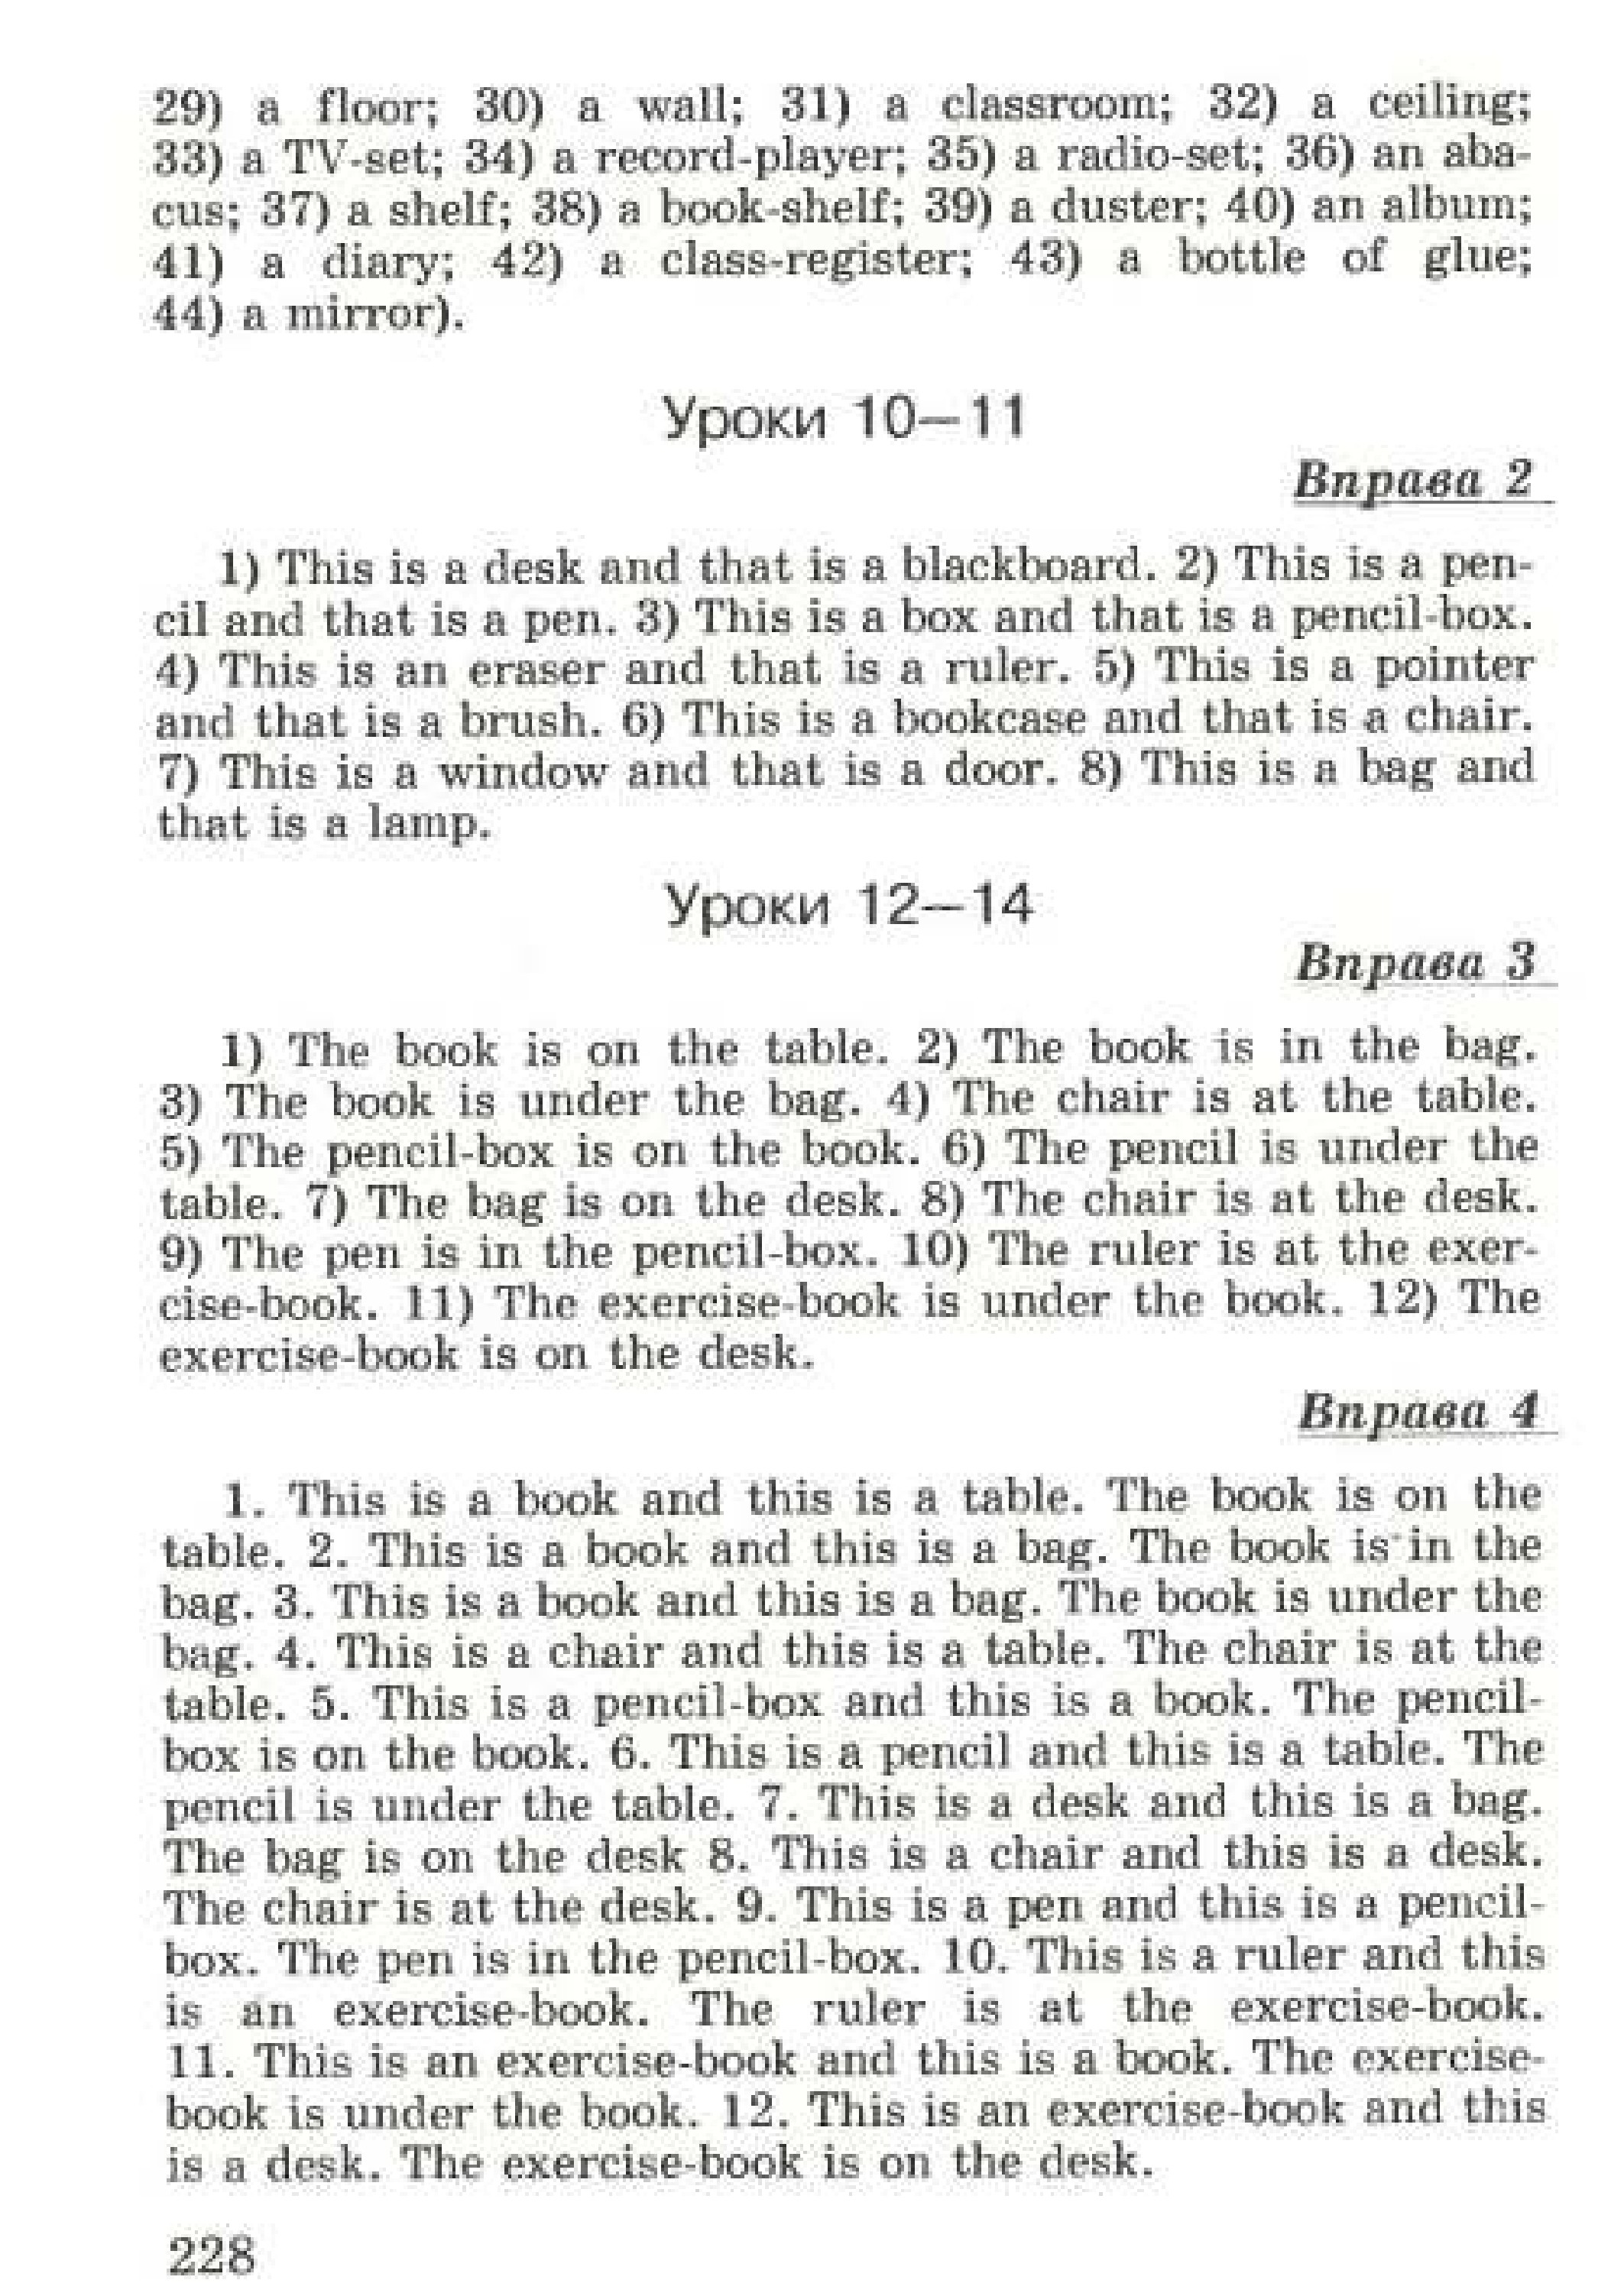 29) a floor; 30) a wall; 31) a classroom; 32) a ceiling;
33) a TV-set; 34) a record-player; 35) a radio-set; 36) an aba-
cus; 37) a shelf; 38) a book-shelf; 39) a duster; 40) an album;
41) a diary; 42) a class-register; 43) a bottle of glue;
44) a mirror).
Уроки 10—11
Вправа 2
1) This is a desk and that is a blackboard. 2) This is a pen-
cil and that is a pen. 3) This is a box and that is a pencil-box.
4) This is an eraser and that is a ruler. 5) This is a pointer
and that is a brush. 6) This is a bookcase and that is a chair.
7) This is a window and that is a door. 8) This is a bag and
that is a lamp.
Уроки 12—14
Вправа 3
1) The book is on the table. 2) The book is in the bag.
3) The book is under the bag. 4) The chair is at the table.
5) The pencil-box is on the book. 6) The pencil is under the
table. 7) The bag is on the desk. 8) The chair is at the desk.
9) The pen is in the pencil-box. 10) The ruler is at the exer-
cise-book. 11) The exercise-book is under the book. 12) The
exercise-book is on the desk.
Вправа 4
1. This is a book and this is a table. The book is on the
table. 2. This is a book and this is a bag. The book is in the
bag. 3. This is a book and this is a bag. The book is under the
bag. 4. This is a chair and this is a table. The chair is at the
table. 5. This is a pencil-box and this is a book. The pencil-
box is on the book. 6. This is a pencil and this is a table. The
pencil is under the table. 7. This is a desk and this is a bag.
The bag is on the desk 8. This is a chair and this is a desk.
The chair is at the desk. 9. This is a pen and this is a pencil-
box. The pen is in the pencil-box. 10. This is a ruler and this
is an exercise-book. The ruler is at the exercise-book.
11. This is an exercise-book and this is a book. The exercise-
book is under the book. 12. This is an exercise-book and this
is a desk. The exercise-book is on the desk.
228